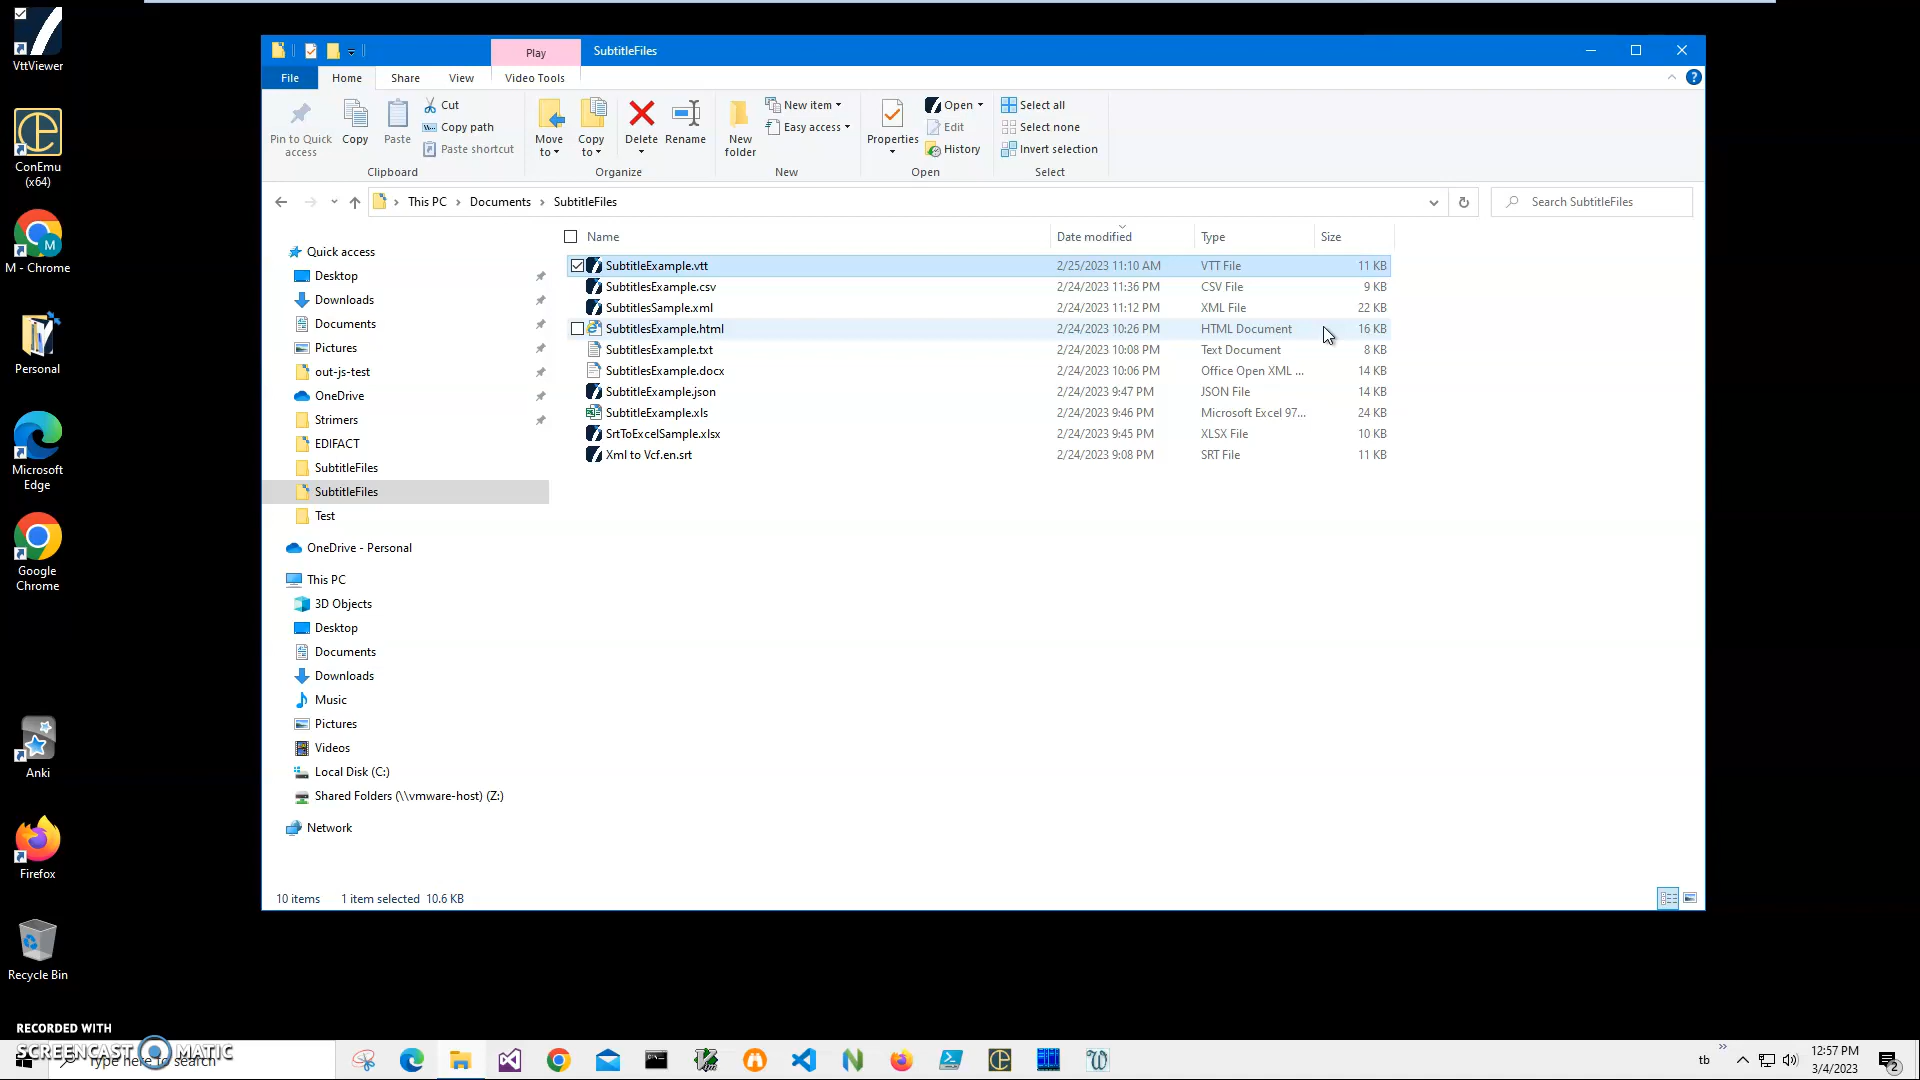 VttViewer
ConEmu
(x64)
M
M - Chrome
Personal
Microsoft
Edge
Google
Chrome
Anki
Firefox
Recycle Bin
Play
SubtitleFiles
File
Home
Share
View
Video Tools
Pin to Quick
access
Copy
Paste
Cut
Copy path
Paste shortcut
Clipboard
Move
to
Copy
to
Delete
Rename
Organize
New
folder
New item
Easy access
New
Properties
Open
Edit
History
Open
Select all
Select none
Invert selection
Select
This PC
Documents
SubtitleFiles
Search SubtitleFiles
Quick access
Desktop
Downloads
Documents
Pictures
out-js-test
OneDrive
Strimers
EDIFACT
SubtitleFiles
SubtitleFiles
Test
OneDrive - Personal
This PC
3D Objects
Desktop
Documents
Downloads
Music
Pictures
Videos
Local Disk (C:)
Shared Folders (\\vmware-host) (Z:)
Network
Name Date modified Type Size
SubtitleExample.vtt 2/25/2023 11:10 AM VTT File 11 KB
SubtitlesExample.csv 2/24/2023 11:36 PM CSV File 9 KB
SubtitlesSample.xml 2/24/2023 11:12 PM XML File 22 KB
SubtitlesExample.html 2/24/2023 10:26 PM HTML Document 16 KB
SubtitlesExample.txt 2/24/2023 10:08 PM Text Document 8 KB
SubtitlesExample.docx 2/24/2023 10:06 PM Office Open XML ... 14 KB
SubtitleExample.json 2/24/2023 9:47 PM JSON File 14 KB
SubtitleExample.xls 2/24/2023 9:46 PM Microsoft Excel 97... 24 KB
SrtToExcelSample.xlsx 2/24/2023 9:45 PM XLSX File 10 KB
Xml to Vcf.en.srt 2/24/2023 9:08 PM SRT File 11 KB
10 items 1 item selected 10.6 KB
RECORDED WITH
SCREENCAST MATIC
Type here to search
tb
12:57 PM
3/4/2023
2